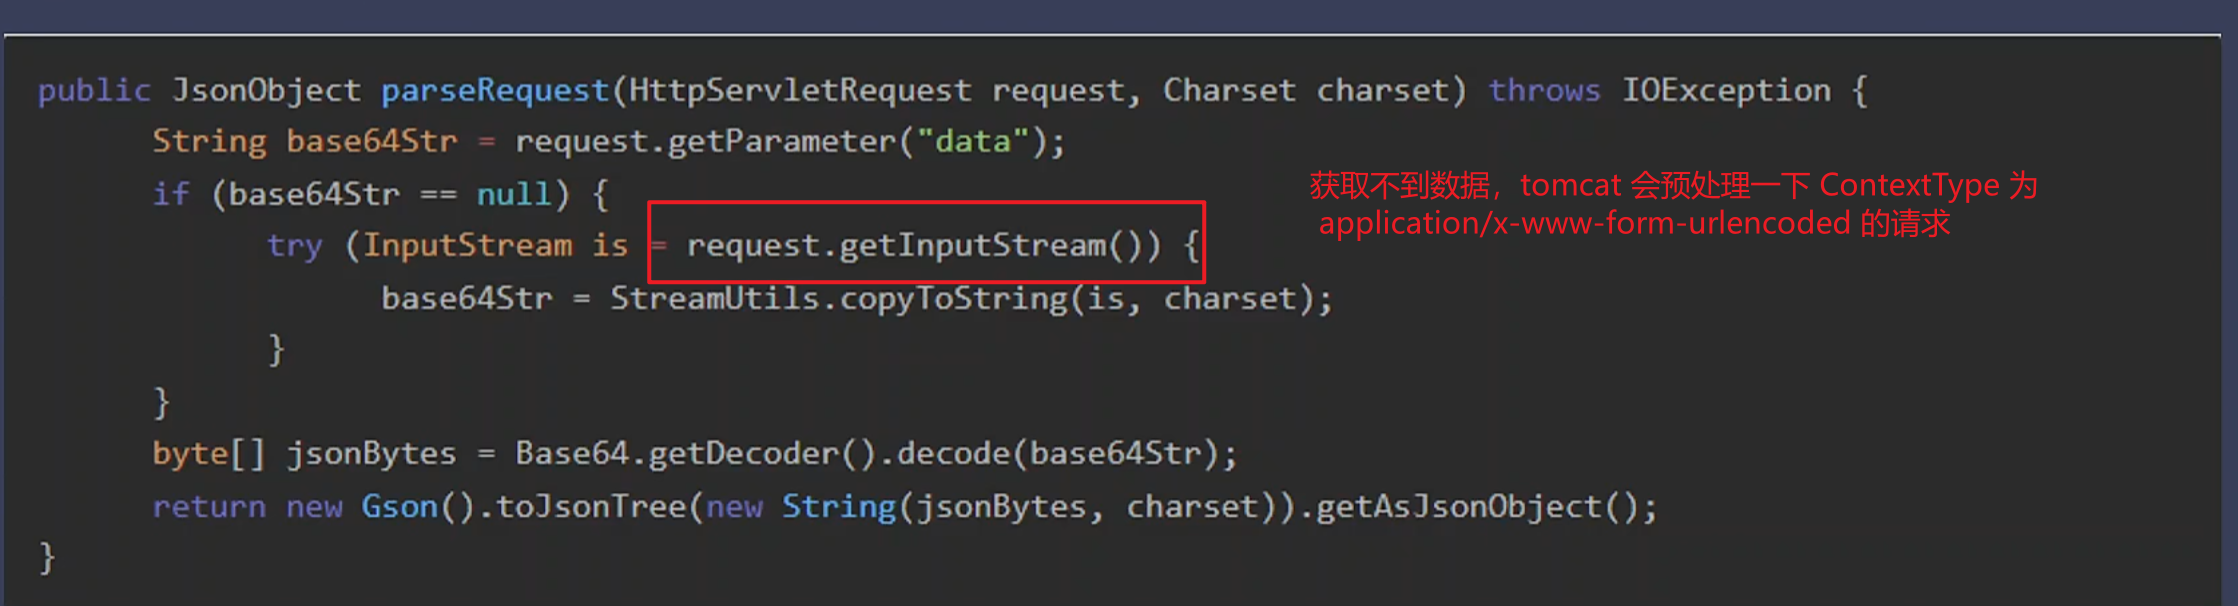 public JsonObject parseRequest(HttpServletRequest request, Charset charset) throws IOException {
String base64Str = request.getParameter("data");
if (base64Str == null) {
获取不到数据，tomcat 会预处理一下 ContextType 为
application/x-www-form-urlencoded 的请求
try (InputStream is = request.getInputStream()) {
base64Str = StreamUtils.copyToString(is, charset);
}
}
byte[] jsonBytes = Base64.getDecoder().decode(base64Str);
return new Gson().toJsonTree(new String(jsonBytes, charset)).getAsJsonObject();
}